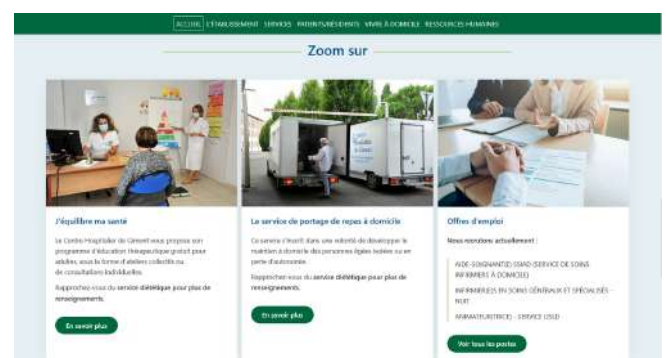 ACCUEIL L'ÉTABLISSEMENT SERVICES PATIENTS/RÉSIDENTS VIVRE À DOMICILE RESSOURCES HUMAINES
Zoom sur
J'équilibre ma santé
Le Centre Hospitalier de Clermont vous propose son
programme d'éducation thérapeutique gratuit pour
adultes, sous la forme d'ateliers collectifs ou
de consultations individuelles.
Rapprochez-vous du service diététique pour plus de
renseignements.
En savoir plus
Le service de portage de repas à domicile
Ce service s'inscrit dans une volonté de développer le
maintien à domicile des personnes âgées isolées ou en
perte d'autonomie.
Rapprochez-vous du service diététique pour plus de
renseignements.
En savoir plus
Offres d'emploi
Nous recrutons actuellement :
AIDE-SOIGNANT(E) SSIAD (SERVICE DE SOINS
INFIRMIERS À DOMICILE)
INFIRMIER(E)S EN SOINS GÉNÉRAUX ET SPÉCIALISÉS -
NUIT
ANIMATEUR(TRICE) - SERVICE
Voir tous les postes